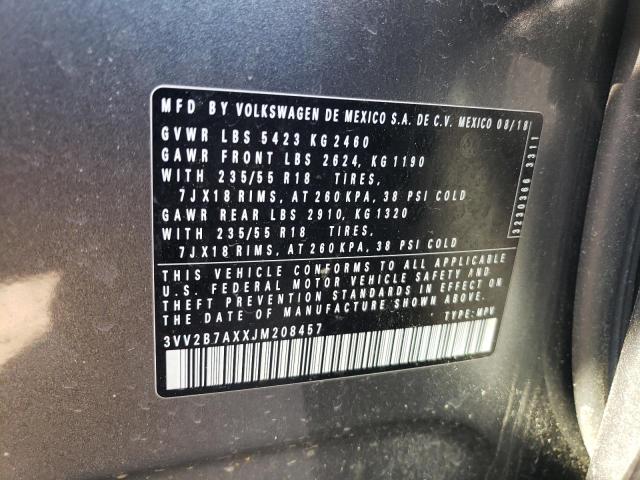 MFD BY VOLKSWAGEN DE MEXICO S.A. DE C.V. MEXICO 08/18
GVWR LBS 5423 KG 2460
GAWR FRONT LBS 2624, KG 1190
WITH 235/55 R18 TIRES,
7JX18 RIMS, AT 260 KPA, 38 PSI COLD
GAWR REAR LBS 2910, KG 1320
WITH 235/55 R18 TIRES,
7JX18 RIMS, AT 260 KPA, 38 PSI COLD
THIS VEHICLE CONFORMS TO ALL APPLICABLE
U.S. FEDERAL MOTOR VEHICLE SAFETY AND
THEFT PREVENTION STANDARDS IN EFFECT ON
THE DATE OF MANUFACTURE SHOWN ABOVE.
3VV2B7AXXJM208457 TYPE: MPV
3230366 3311